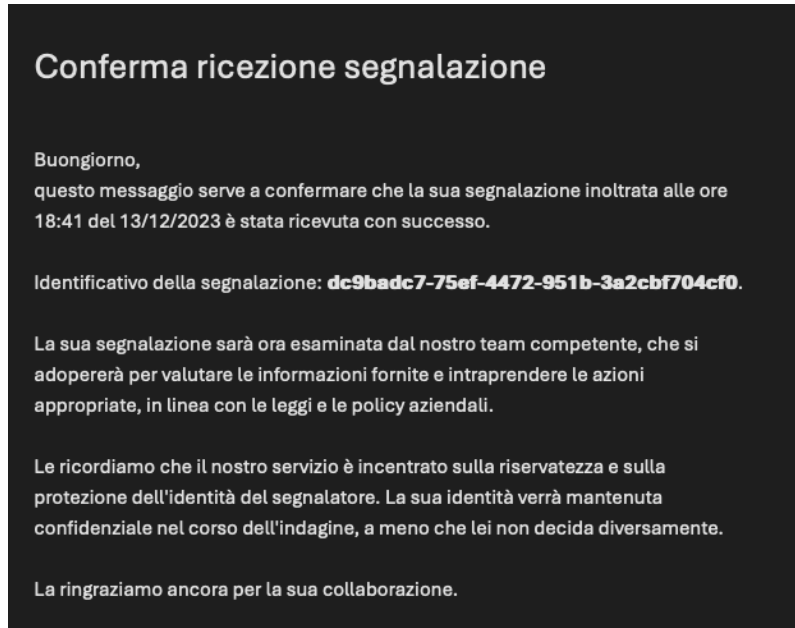 Conferma ricezione segnalazione
Buongiorno,
questo messaggio serve a confermare che la sua segnalazione inoltrata alle ore
18:41 del 13/12/2023 è stata ricevuta con successo.
Identificativo della segnalazione: dc9badc7-75ef-4472-951b-3a2cbf704cf0.
La sua segnalazione sarà ora esaminata dal nostro team competente, che si
adopererà per valutare le informazioni fornite e intraprendere le azioni
appropriate, in linea con le leggi e le policy aziendali.
Le ricordiamo che il nostro servizio è incentrato sulla riservatezza e sulla
protezione dell'identità del segnalatore. La sua identità verrà mantenuta
confidenziale nel corso dell'indagine, a meno che lei non decida diversamente.
La ringraziamo ancora per la sua collaborazione.